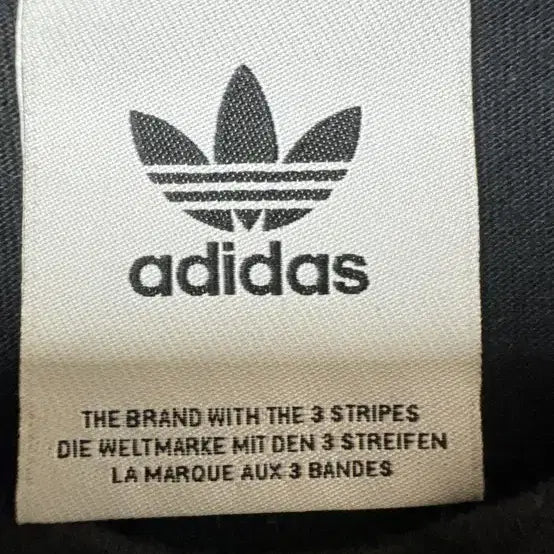 adidas
THE BRAND WITH THE 3 STRIPES
DIE WELTMARKE MIT DEN 3 STREIFEN
LA MARQUE AUX 3 BANDES